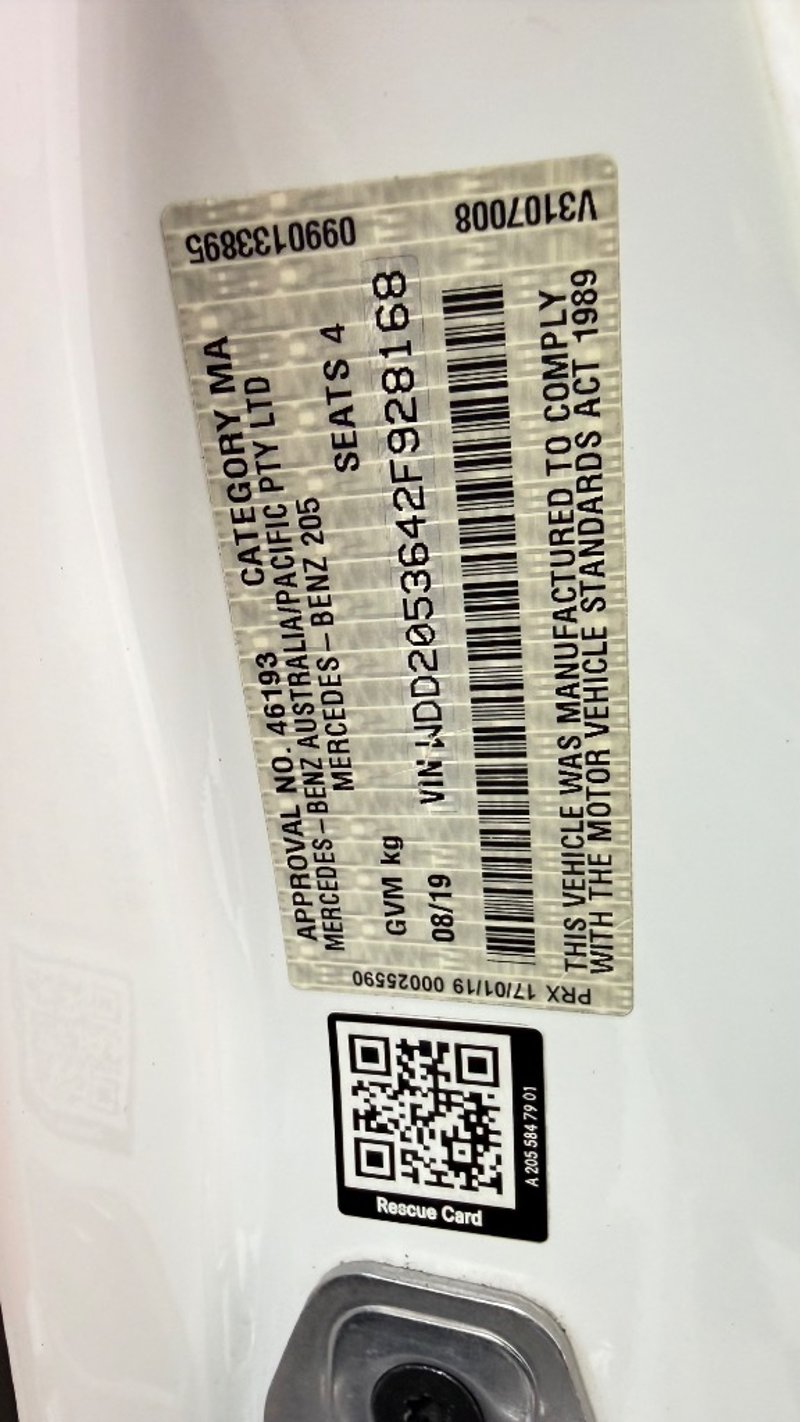 0990133895
V3107008
APPROVAL NO. 46193 CATEGORY MA
MERCEDES-BENZ AUSTRALIA/PACIFIC PTY LTD
MERCEDES-BENZ 205
SEATS 4
GVM kg
08/19 VIN WDD2053642F928168
THIS VEHICLE WAS MANUFACTURED TO COMPLY
WITH THE MOTOR VEHICLE STANDARDS ACT 1989
PRX 17/01/19 00025590
Rescue Card
A 205 584 79 01